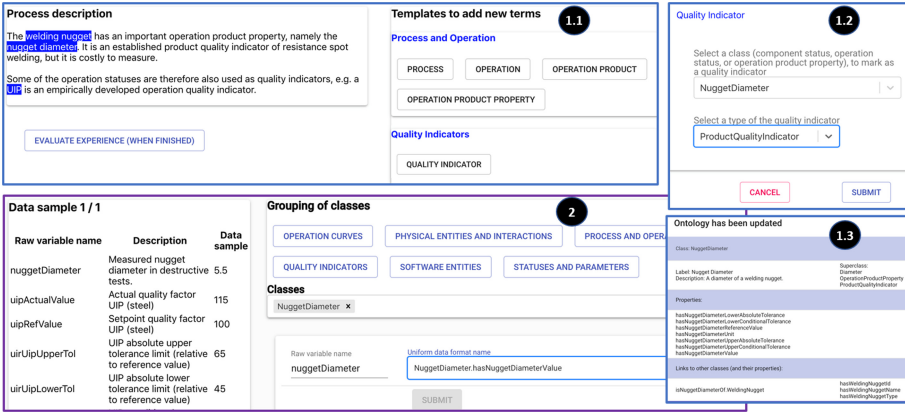 Process description
The welding nugget has an important operation product property, namely the
nugget diameter. It is an established product quality indicator of resistance spot
welding, but it is costly to measure.
Some of the operation statuses are therefore also used as quality indicators, e.g. a
UIP is an empirically developed operation quality indicator.
EVALUATE EXPERIENCE (WHEN FINISHED)
Templates to add new terms
1.1
Process and Operation
PROCESS
OPERATION
OPERATION PRODUCT
OPERATION PRODUCT PROPERTY
Quality Indicators
QUALITY INDICATOR
Quality Indicator
1.2
Select a class (component status, operation
status, or operation product property), to mark as
a quality indicator
NuggetDiameter
Select a type of the quality indicator
ProductQualityIndicator
CANCEL
SUBMIT
Data sample 1 / 1
Raw variable name
Description
Data
sample
nuggetDiameter
Measured nugget
diameter in destructive
tests.
5.5
uipActualValue
Actual quality factor
UIP (steel)
115
uipRefValue
Setpoint quality factor
UIP (steel)
100
uirUipUpperTol
UIP absolute upper
tolerance limit (relative
to reference value)
65
uirUipLowerTol
UIP absolute lower
tolerance limit (relative
to reference value)
45
Grouping of classes
2
OPERATION CURVES
PHYSICAL ENTITIES AND INTERACTIONS
PROCESS AND OPER
QUALITY INDICATORS
SOFTWARE ENTITIES
STATUSES AND PARAMETERS
Classes
NuggetDiameter ×
Raw variable name
nuggetDiameter
Uniform data format name
NuggetDiameter.hasNuggetDiameterValue
SUBMIT
Ontology has been updated
1.3
Class: NuggetDiameter
Label: Nugget Diameter
Description: A diameter of a welding nugget.
Superclass:
Diameter
OperationProductProperty
ProductQualityIndicator
Properties:
hasNuggetDiameterLowerAbsoluteTolerance
hasNuggetDiameterLowerConditionalTolerance
hasNuggetDiameterReferenceValue
hasNuggetDiameterUnit
hasNuggetDiameterUpperAbsoluteTolerance
hasNuggetDiameterUpperConditionalTolerance
hasNuggetDiameterValue
Links to other classes (and their properties):
isNuggetDiameterOf.WeldingNugget
hasWeldingNuggetId
hasWeldingNuggetName
hasWeldingNuggetType